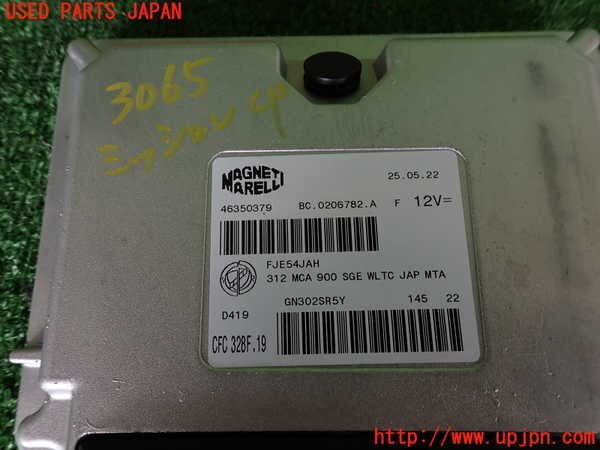 USED PARTS JAPAN
3065
ミッションCP
MAGNETI
MARELLI
25.05.22
46350379 BC.0206782.A F 12V=
FJE54JAH
312 MCA 900 SGE WLTC JAP MTA
GN302SR5Y 145 22
D419
CFC 328F.19
http://www.upjpn.com/